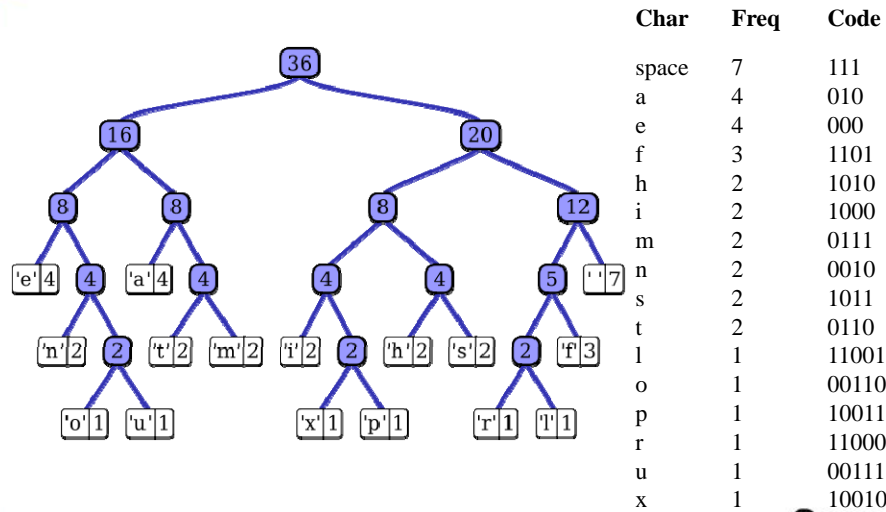 Char Freq Code
space 7 111
a 4 010
e 4 000
f 3 1101
h 2 1010
i 2 1000
m 2 0111
n 2 0010
s 2 1011
t 2 0110
l 1 11001
o 1 00110
p 1 10011
r 1 11000
u 1 00111
x 1 10010
36
16 20
8 8 8 12
'e' 4 4 'a' 4 4 4 4 5 ' ' 7
'n' 2 2 't' 2 'm' 2 'i' 2 2 'h' 2 's' 2 2 'f' 3
'o' 1 'u' 1 'x' 1 'p' 1 'r' 1 'l' 1